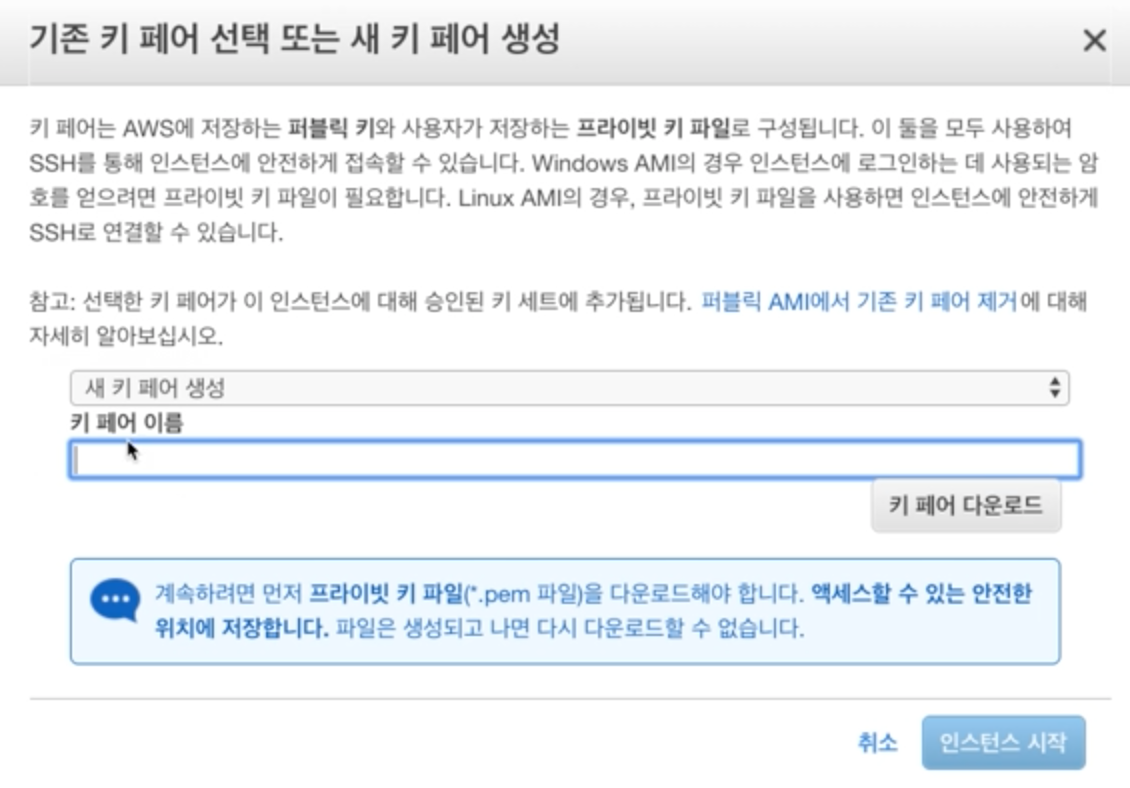 기존 키 페어 선택 또는 새 키 페어 생성
키 페어는 AWS에 저장하는 퍼블릭 키와 사용자가 저장하는 프라이빗 키 파일로 구성됩니다. 이 둘을 모두 사용하여
SSH를 통해 인스턴스에 안전하게 접속할 수 있습니다. Windows AMI의 경우 인스턴스에 로그인하는 데 사용되는 암
호를 얻으려면 프라이빗 키 파일이 필요합니다. Linux AMI의 경우, 프라이빗 키 파일을 사용하면 인스턴스에 안전하게
SSH로 연결할 수 있습니다.
참고: 선택한 키 페어가 이 인스턴스에 대해 승인된 키 세트에 추가됩니다. 퍼블릭 AMI에서 기존 키 페어 제거에 대해
자세히 알아보십시오.
새 키 페어 생성
키 페어 이름
키 페어 다운로드
계속하려면 먼저 프라이빗 키 파일(*.pem 파일)을 다운로드해야 합니다. 액세스할 수 있는 안전한
위치에 저장합니다. 파일은 생성되고 나면 다시 다운로드할 수 없습니다.
취소 인스턴스 시작